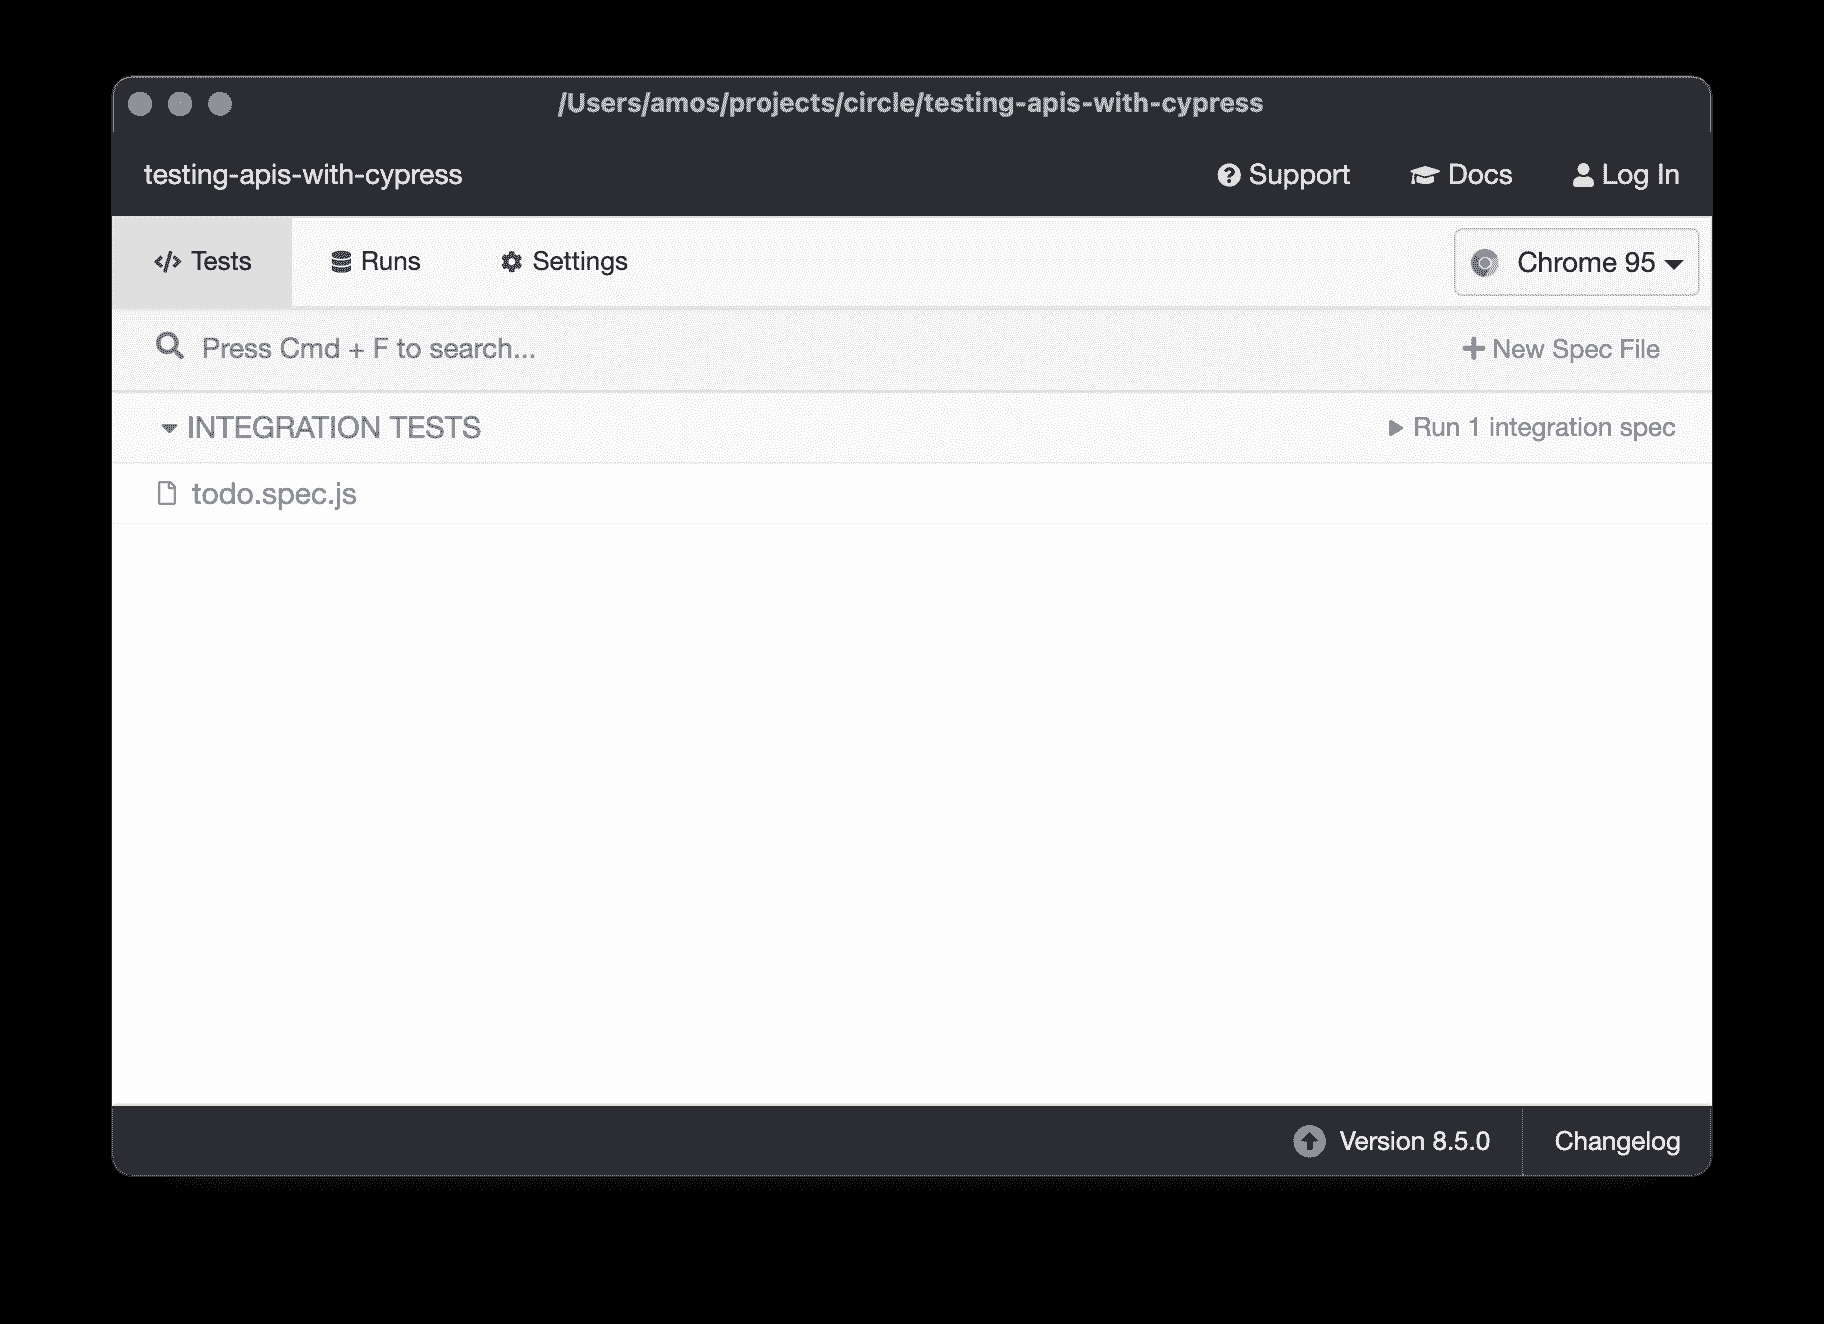 /Users/amos/projects/circle/testing-apis-with-cypress
testing-apis-with-cypress Support Docs Log In
</> Tests Runs Settings Chrome 95
Press Cmd + F to search... + New Spec File
INTEGRATION TESTS Run 1 integration spec
todo.spec.js
Version 8.5.0 Changelog